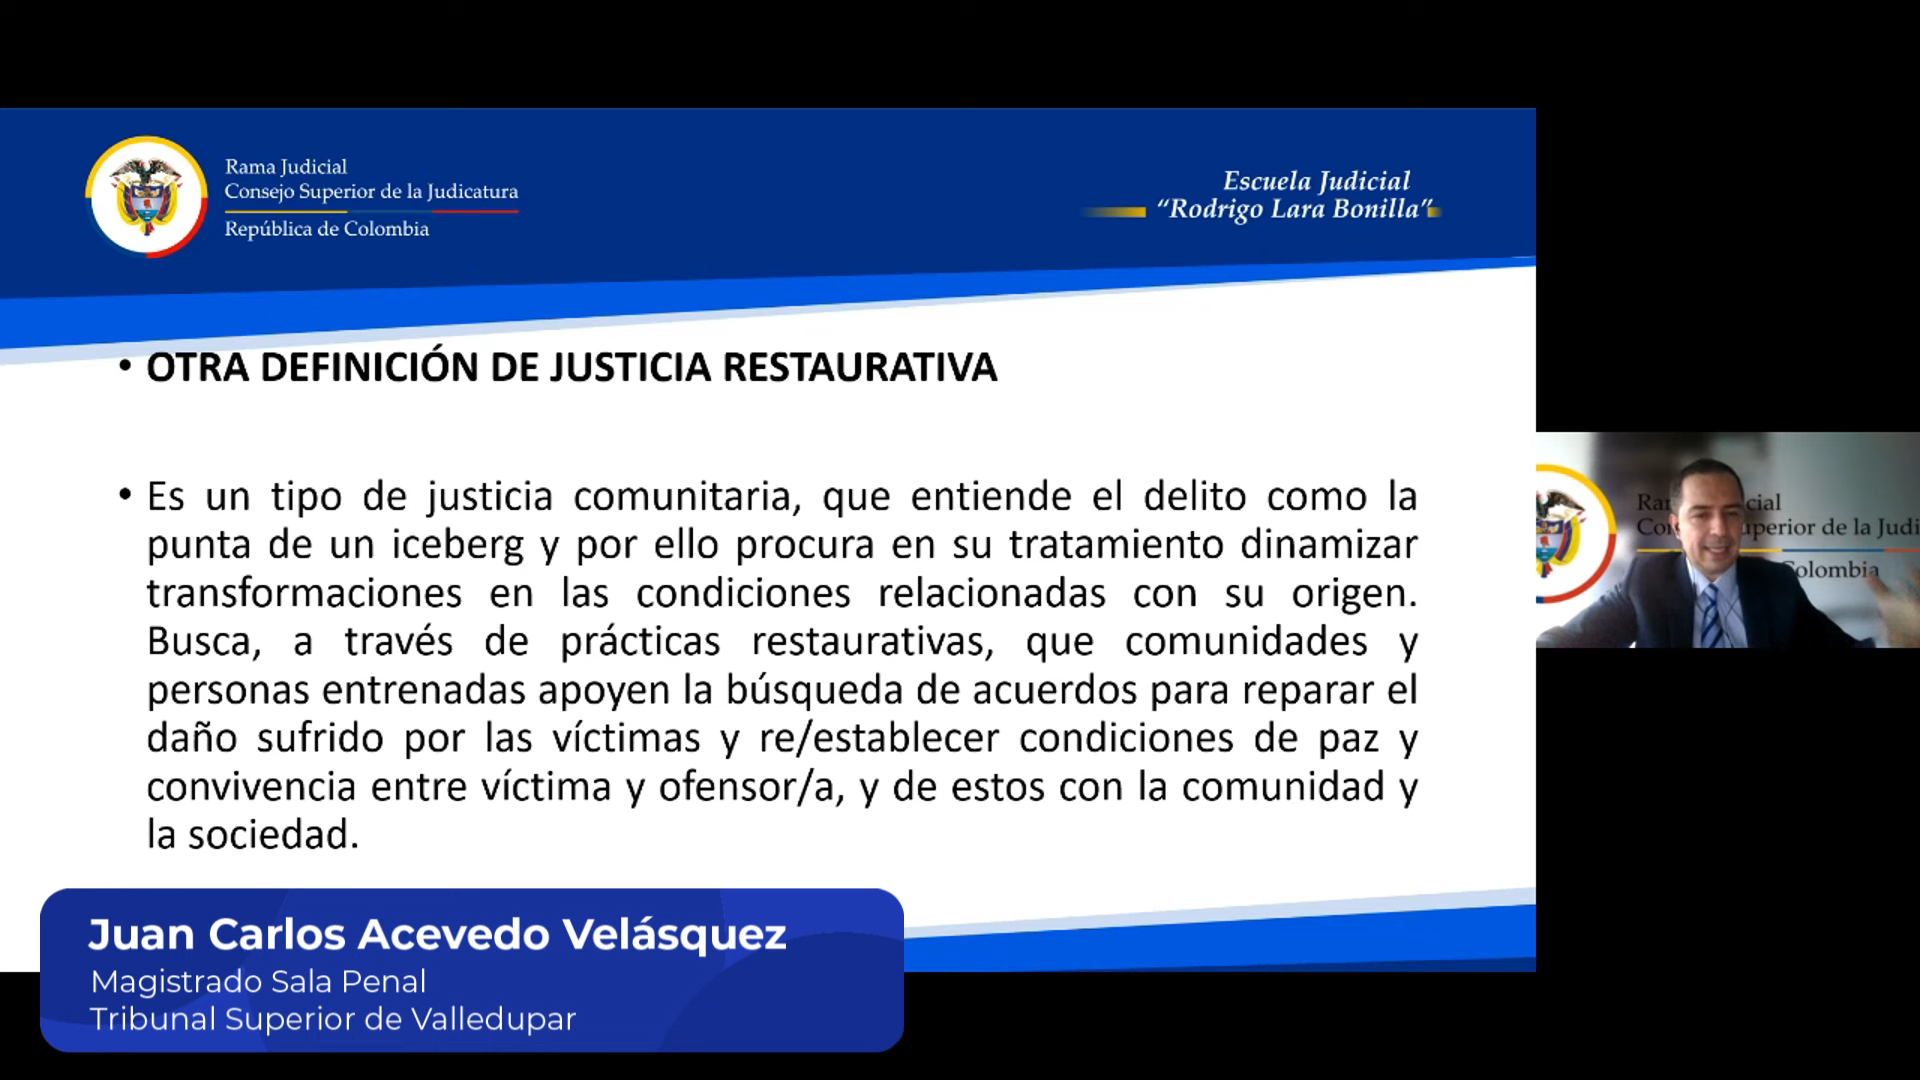 Rama Judicial
Consejo Superior de la Judicatura
República de Colombia
Escuela Judicial
“Rodrigo Lara Bonilla”
• OTRA DEFINICIÓN DE JUSTICIA RESTAURATIVA
• Es un tipo de justicia comunitaria, que entiende el delito como la
punta de un iceberg y por ello procura en su tratamiento dinamizar
transformaciones en las condiciones relacionadas con su origen.
Busca, a través de prácticas restaurativas, que comunidades y
personas entrenadas apoyen la búsqueda de acuerdos para reparar el
daño sufrido por las víctimas y re/establecer condiciones de paz y
convivencia entre víctima y ofensor/a, y de estos con la comunidad y
la sociedad.
de la
Colombia
Juan Carlos Acevedo Velásquez
Magistrado Sala Penal
Tribunal Superior de Valledupar